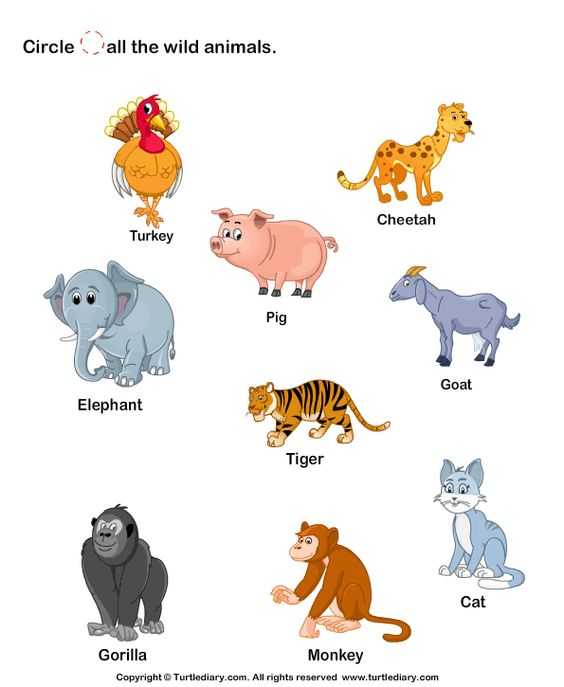 Circle all the wild animals.
Turkey
Cheetah
Pig
Goat
Elephant
Tiger
Cat
Gorilla
Monkey
Copyright © Turtlediary.com. All rights reserved www.turtlediary.com